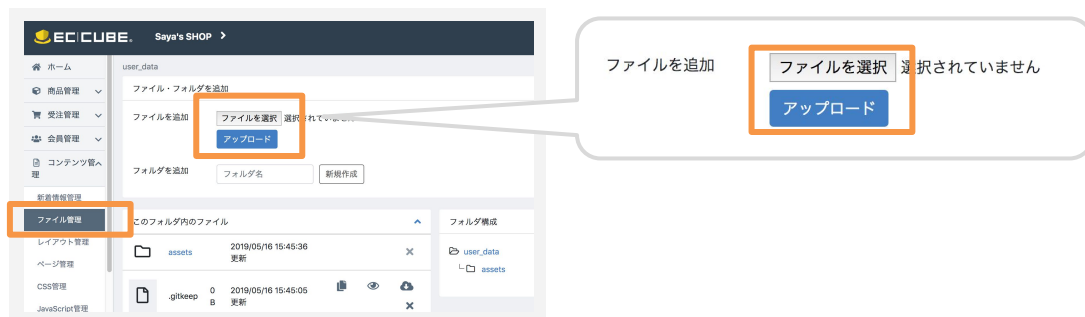 EC CUBE. Saya's SHOP
ホーム
商品管理
受注管理
会員管理
コンテンツ管
理
新着情報管理
ファイル管理
レイアウト管理
ページ管理
CSS管理
JavaScript管理
user_data
ファイル・フォルダを追加
ファイルを追加 ファイルを選択 選択されていません
アップロード
フォルダを追加 フォルダ名 新規作成
このフォルダ内のファイル
assets 2019/05/16 15:45:36
更新
.gitkeep 0 2019/05/16 15:45:05
B 更新
フォルダ構成
user_data
assets
ファイルを追加 ファイルを選択 選択されていません
アップロード